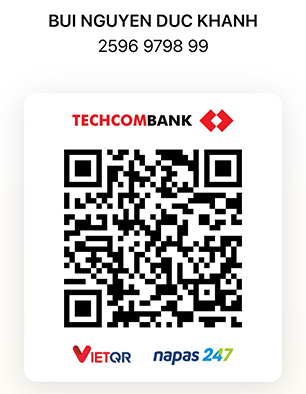 BUI NGUYEN DUC KHANH
2596 9798 99
TECHCOMBANK
VIETQR
napas 247